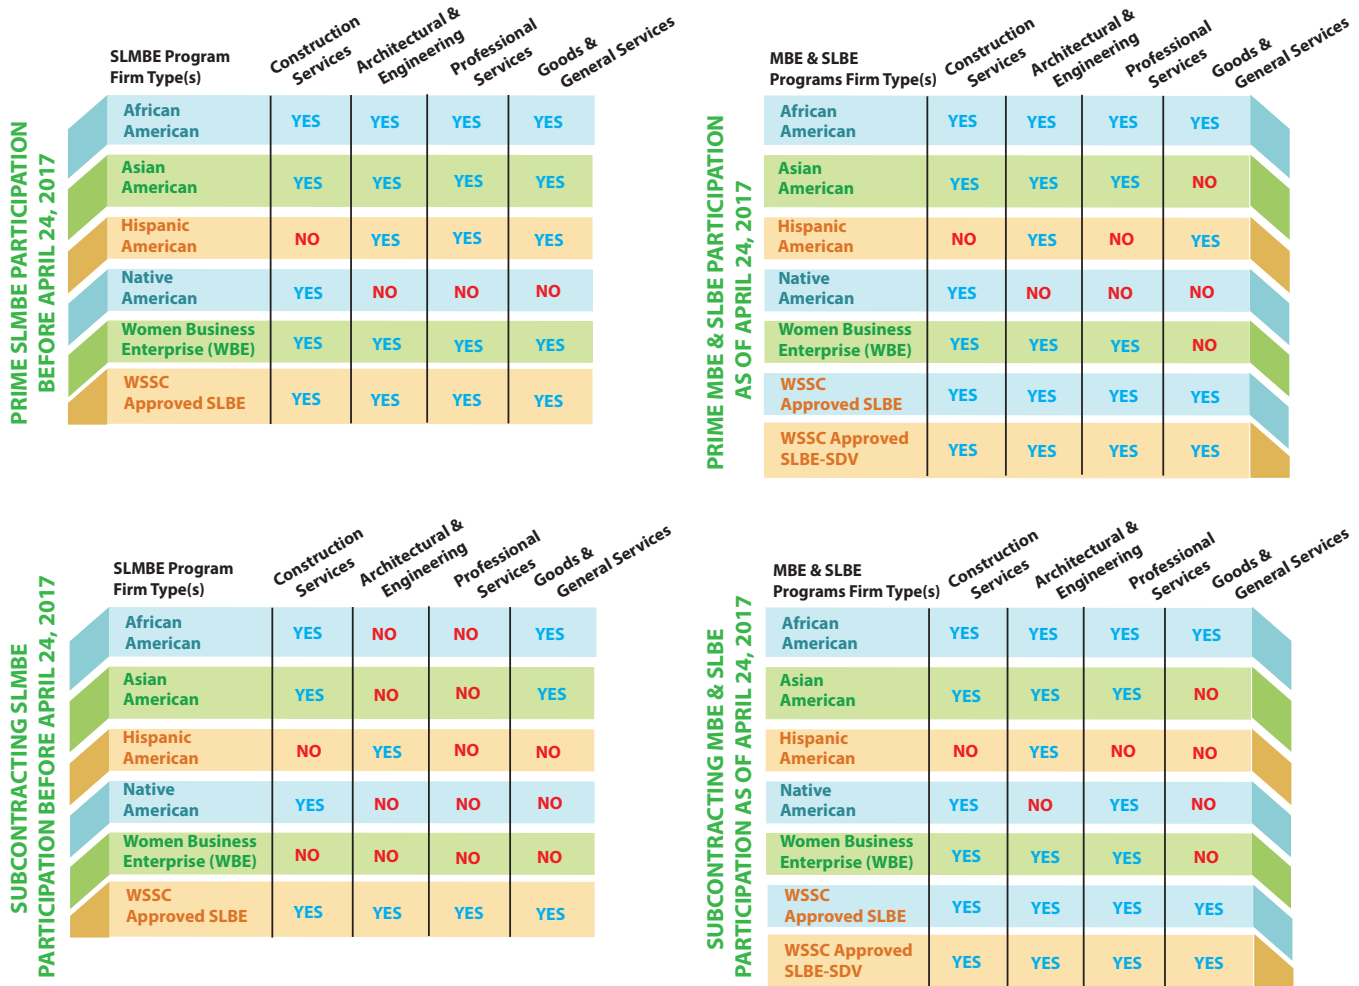 PRIME SLMBE PARTICIPATION
BEFORE APRIL 24, 2017
SLMBE Program
Firm Type(s)
Construction
Services
Architectural &
Engineering
Professional
Services
Goods &
General Services
African
American
YES YES YES YES
Asian
American
YES YES YES YES
Hispanic
American
NO YES YES YES
Native
American
YES NO NO NO
Women Business
Enterprise (WBE)
YES YES YES YES
WSSC
Approved SLBE
YES YES YES YES
PRIME MBE & SLBE PARTICIPATION
AS OF APRIL 24, 2017
MBE & SLBE
Programs Firm Type(s)
Construction
Services
Architectural &
Engineering
Professional
Services
Goods &
General Services
African
American
YES YES YES YES
Asian
American
YES YES YES NO
Hispanic
American
NO YES NO YES
Native
American
YES NO NO NO
Women Business
Enterprise (WBE)
YES YES YES NO
WSSC
Approved SLBE
YES YES YES YES
WSSC Approved
SLBE-SDV
YES YES YES YES
SUBCONTRACTING SLMBE
PARTICIPATION BEFORE APRIL 24, 2017
SLMBE Program
Firm Type(s)
Construction
Services
Architectural &
Engineering
Professional
Services
Goods &
General Services
African
American
YES NO NO YES
Asian
American
YES NO NO YES
Hispanic
American
NO YES NO NO
Native
American
YES NO NO NO
Women Business
Enterprise (WBE)
NO NO NO NO
WSSC
Approved SLBE
YES YES YES YES
SUBCONTRACTING MBE & SLBE
PARTICIPATION AS OF APRIL 24, 2017
MBE & SLBE
Programs Firm Type(s)
Construction
Services
Architectural &
Engineering
Professional
Services
Goods &
General Services
African
American
YES YES YES YES
Asian
American
YES YES YES NO
Hispanic
American
NO YES NO NO
Native
American
YES NO YES NO
Women Business
Enterprise (WBE)
YES YES YES NO
WSSC
Approved SLBE
YES YES YES YES
WSSC Approved
SLBE-SDV
YES YES YES YES